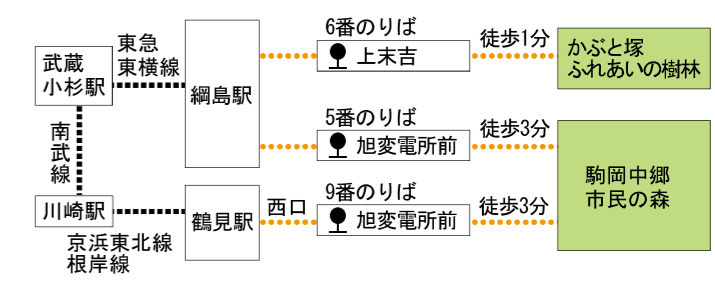 武蔵
小杉駅
東急
東横線
綱島駅
6番のりば
上末吉
徒歩1分
かぶと塚
ふれあいの樹林
5番のりば
旭変電所前
徒歩3分
駒岡中郷
市民の森
南武線
川崎駅
京浜東北線
根岸線
鶴見駅
西口
9番のりば
旭変電所前
徒歩3分